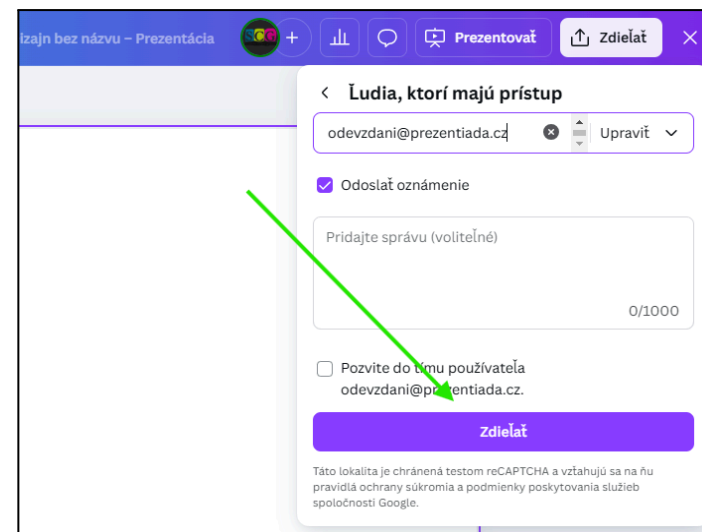 izajn bez názvu – Prezentácia
SCG
+
Prezentovať
Zdieľať
Ľudia, ktorí majú prístup
odevzdani@prezentiada.cz
Upraviť
Odoslať oznámenie
Pridajte správu (voliteľné)
0/1000
Pozvite do tímu používateľa
odevzdani@prezentiada.cz.
Zdieľať
Táto lokalita je chránená testom reCAPTCHA a vzťahujú sa na ňu
pravidlá ochrany súkromia a podmienky poskytovania služieb
spoločnosti Google.